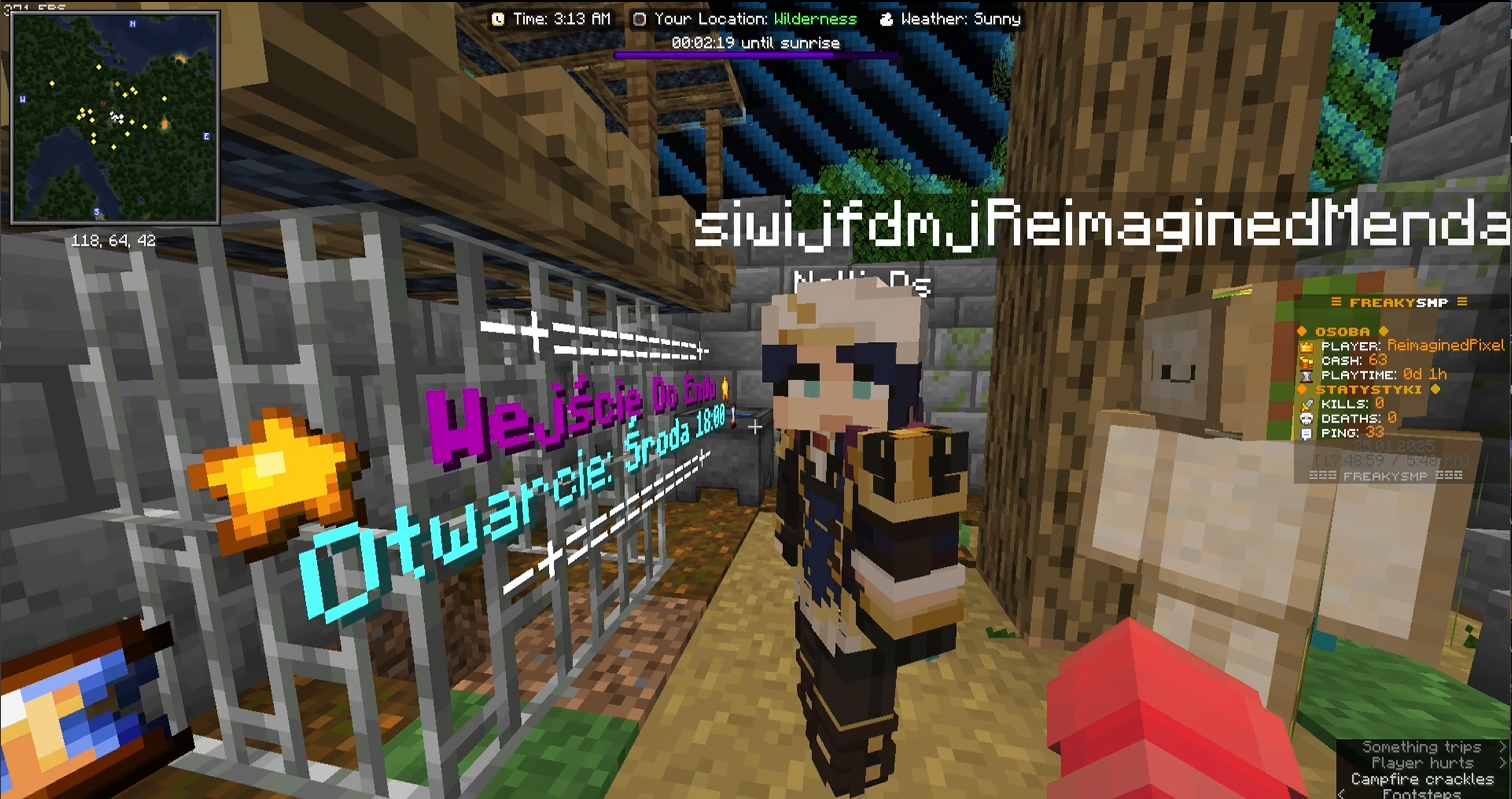 Time: 3:13 AM Your Location: Wilderness Weather: Sunny
00:02:19 until sunrise
N
W
E
S
118, 64, 42
siwijfdm_jReimaginedMenda
Wejście Do Endu
Otwarcie: Środa 18:00
FREAKYSMP
OSOBA
PLAYER: ReimaginedPixel
CASH: 63
PLAYTIME: 0d 1h
STATYSTYKI
KILLS: 0
DEATHS: 0
PING: 33
FREAKYSMP
Something trips >
Player hurts >
Campfire crackles
< Footsteps